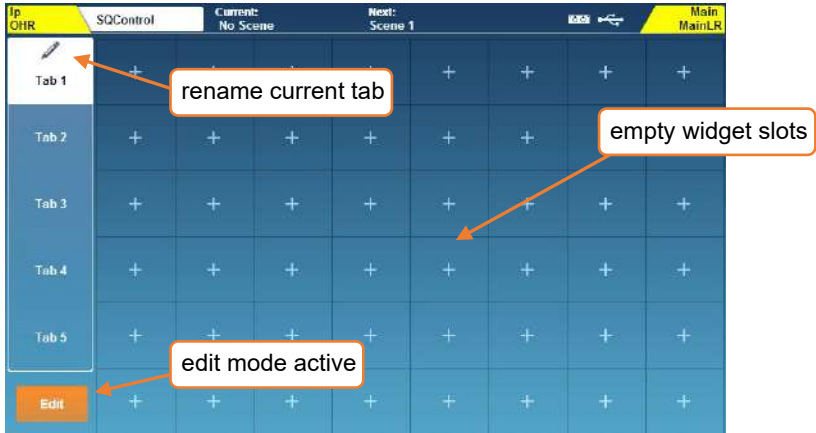 Ip
OHR
SQControl
Current:
No Scene
Next:
Scene 1
Main
MainLR
Tab 1
rename current tab
Tab 2
empty widget slots
Tab 3
Tab 4
Tab 5
edit mode active
Edit